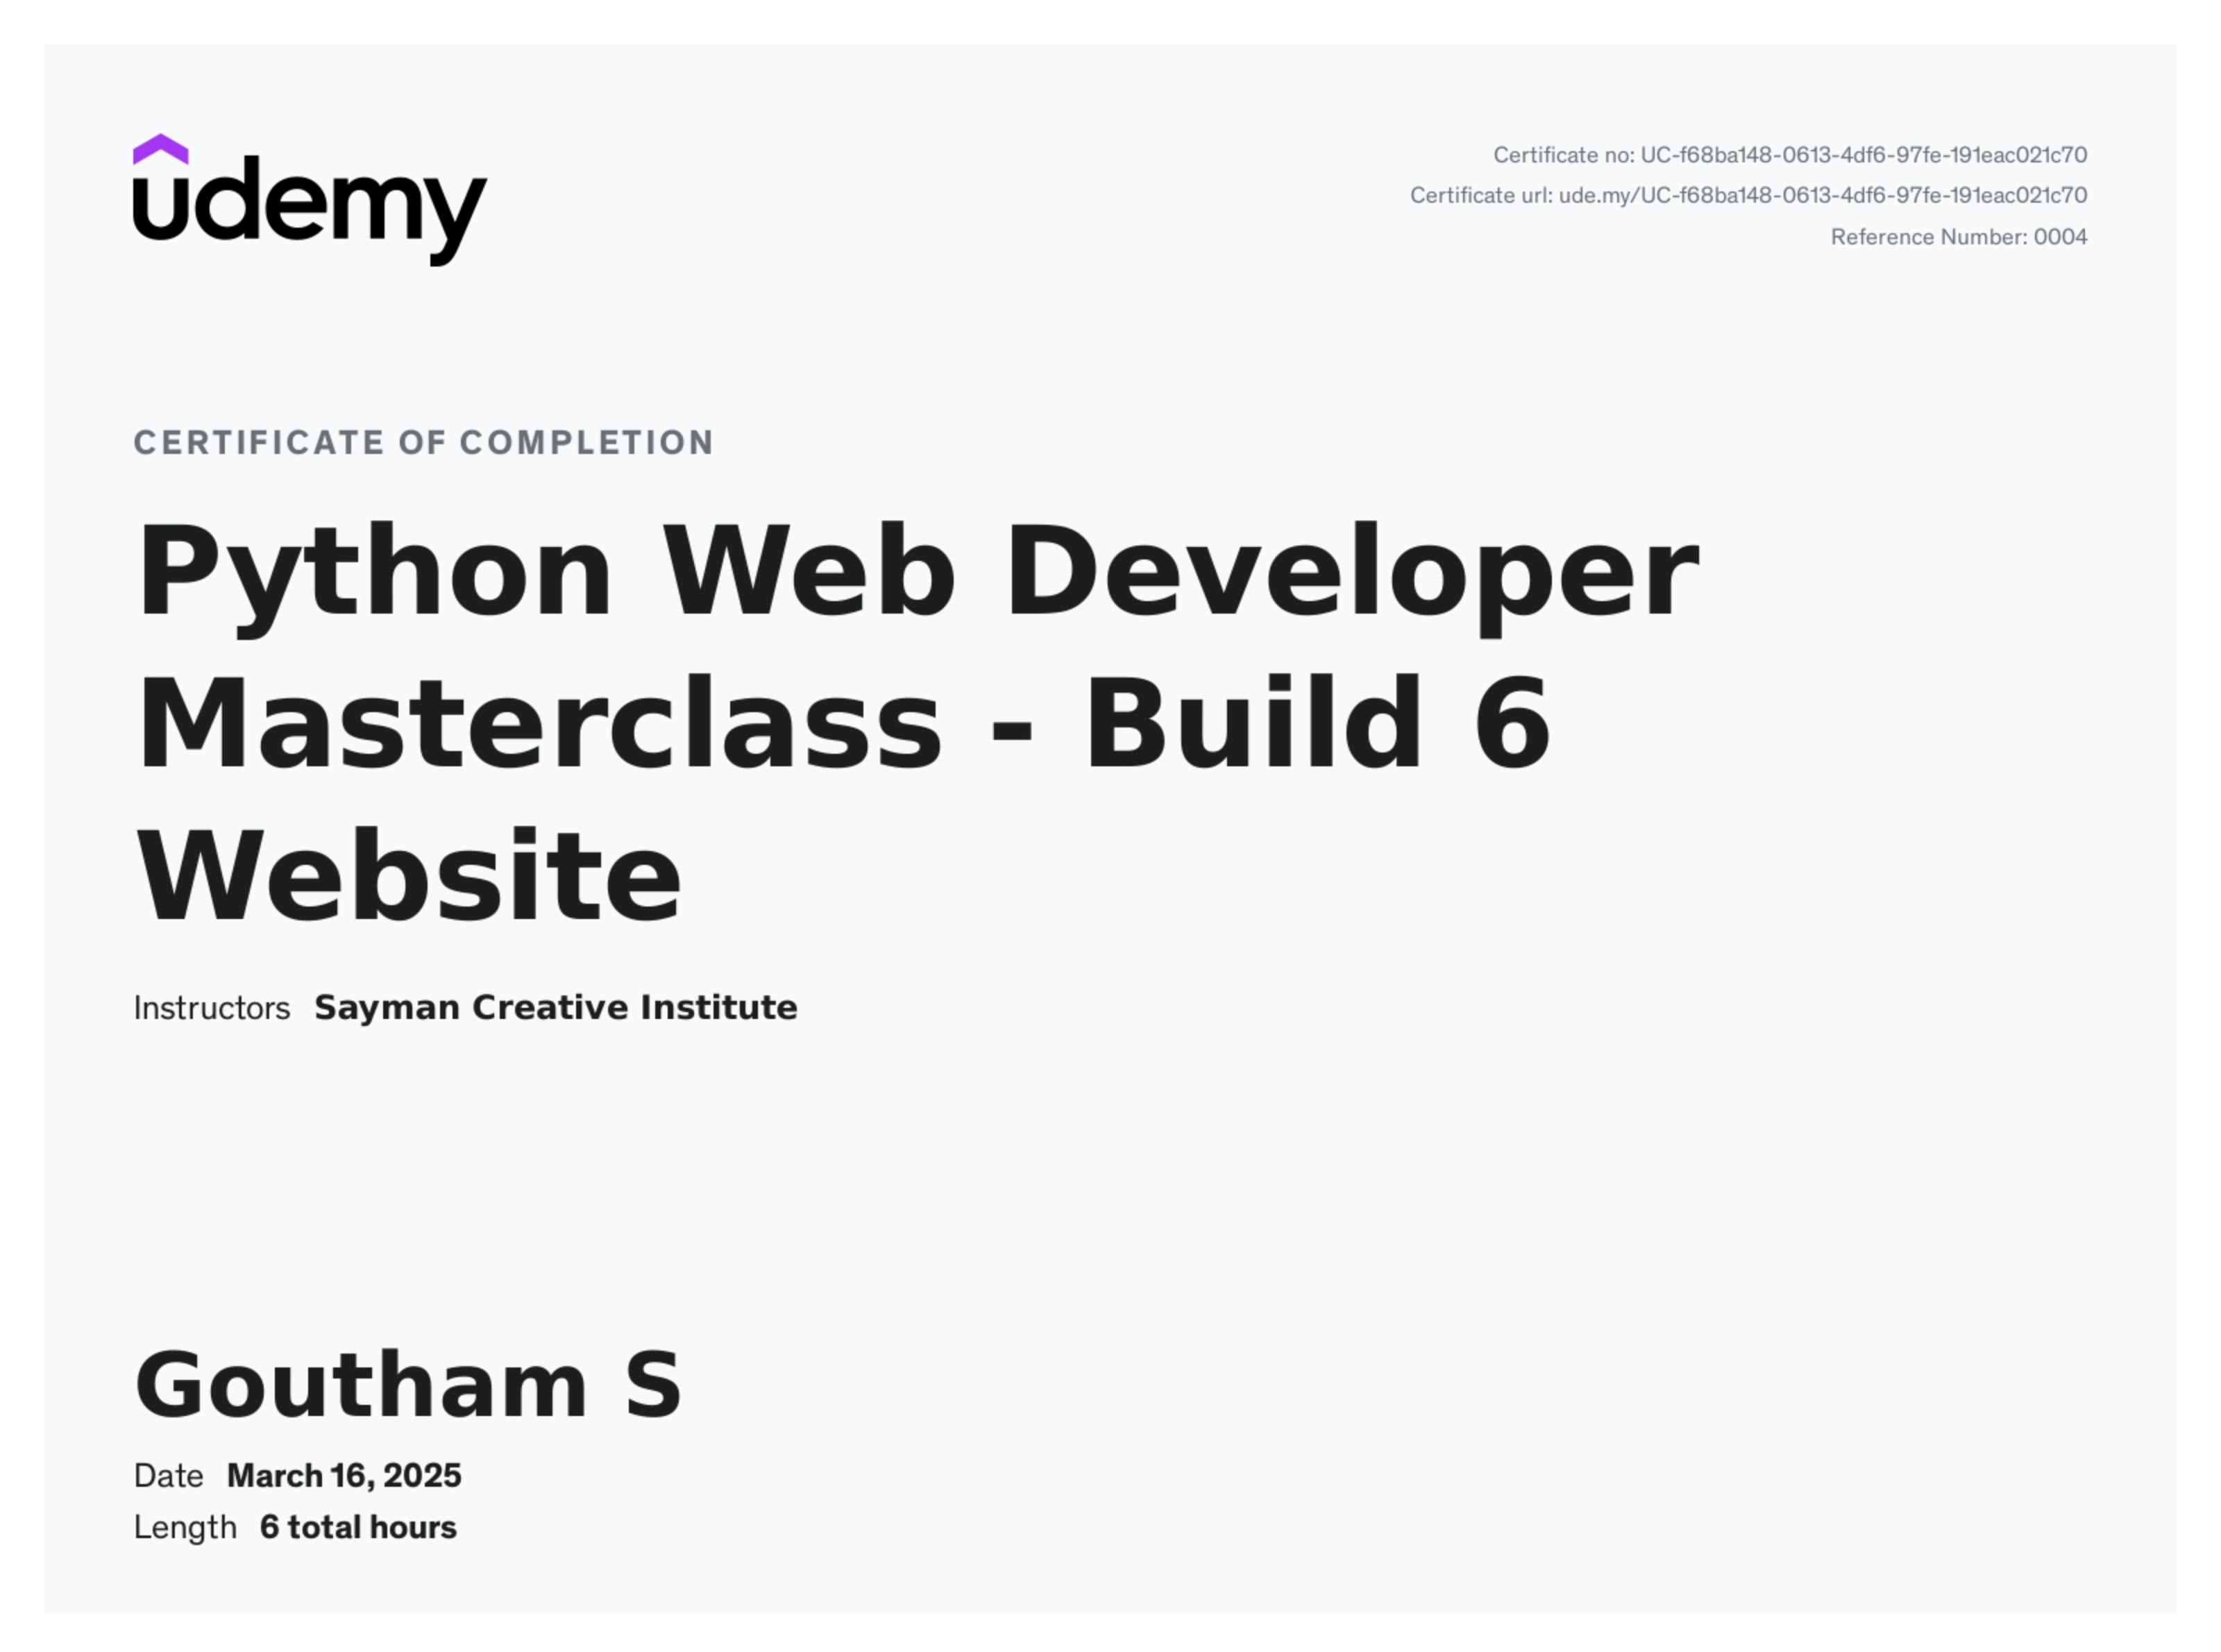 udemy
Certificate no: UC-f68ba148-0613-4df6-97fe-191eac021c70
Certificate url: ude.my/UC-f68ba148-0613-4df6-97fe-191eac021c70
Reference Number: 0004
CERTIFICATE OF COMPLETION
Python Web Developer
Masterclass - Build 6
Website
Instructors Sayman Creative Institute
Goutham S
Date March 16, 2025
Length 6 total hours